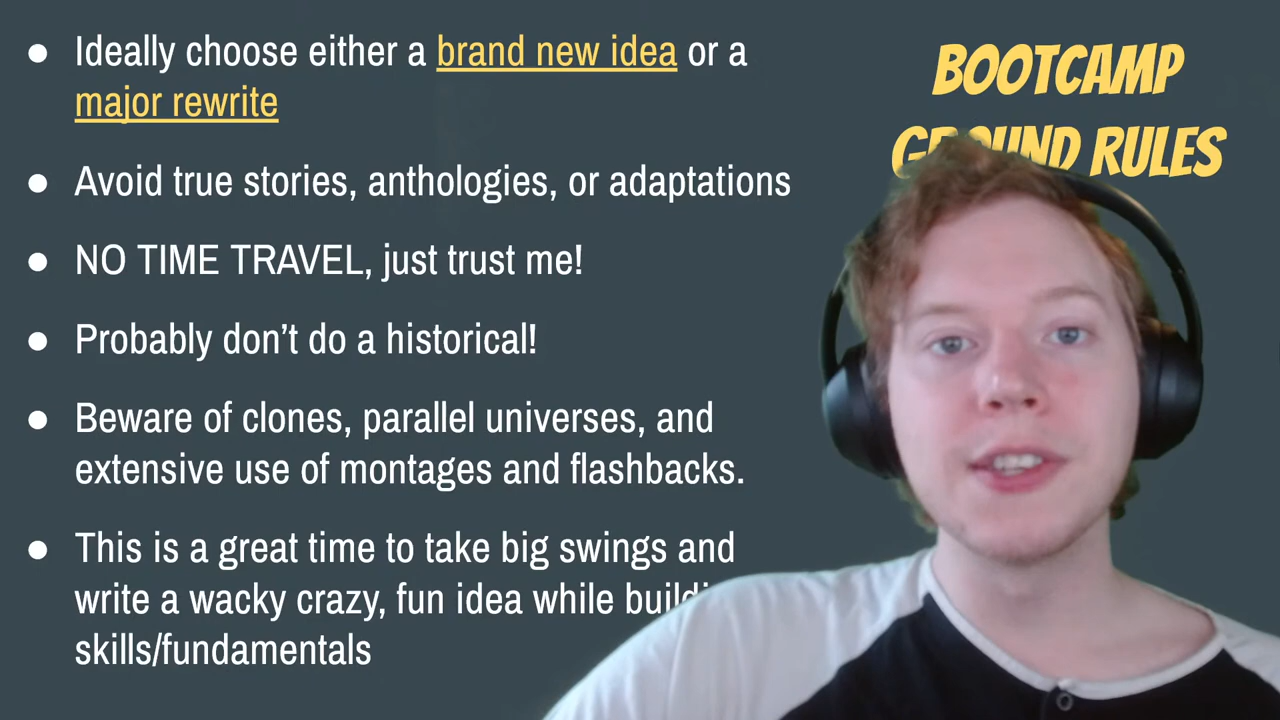 Ideally choose either a brand new idea or a
major rewrite
Avoid true stories, anthologies, or adaptations
NO TIME TRAVEL, just trust me!
Probably don’t do a historical!
Beware of clones, parallel universes, and
extensive use of montages and flashbacks.
This is a great time to take big swings and
write a wacky crazy, fun idea while
skills/fundamentals
BOOTCAMP
GROUND RULES